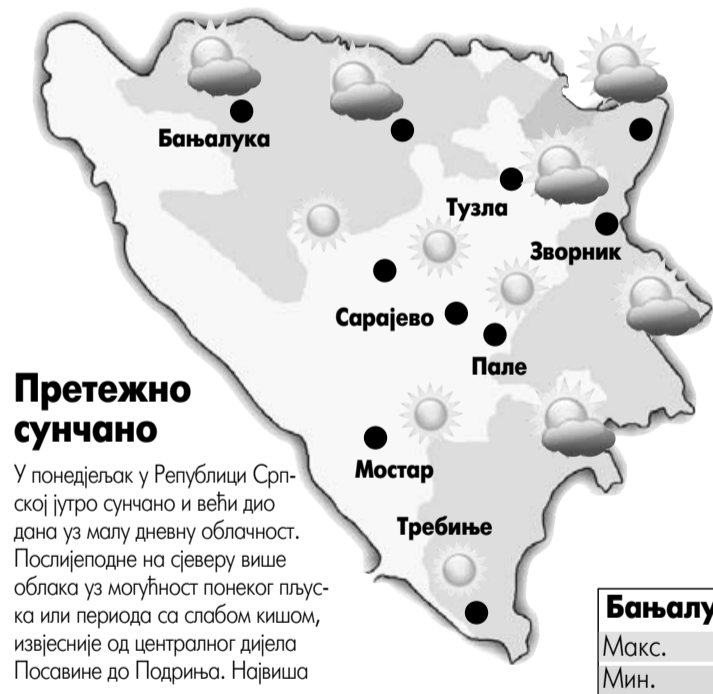 Бањалука
Тузла
Зворник
Сарајево
Пале
Мостар
Требиње
Претежно
сунчано
У понедјељак у Републици Срп-
ској јутро сунчано и већи дио
дана уз малу дневну облачност.
Послијеподне на сјеверу више
облака уз могућност понеког пљус-
ка или периода са слабом кишом,
извјесније од централног дијела
Посавине до Подриња. Највиша
Бањалу
Макс.
Мин.